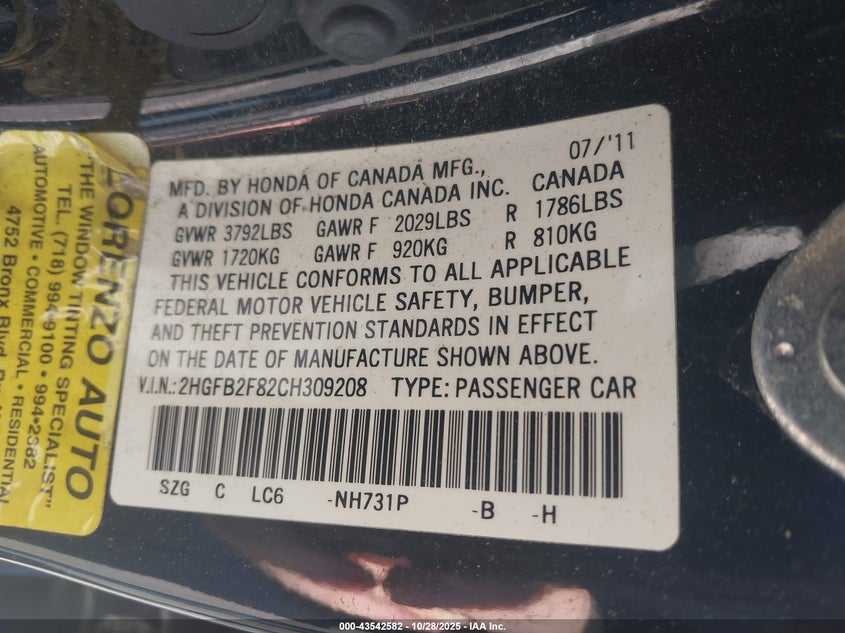 07/'11
MFD. BY HONDA OF CANADA MFG.,
A DIVISION OF HONDA CANADA INC. CANADA
GVWR 3792LBS GAWR F 2029LBS R 1786LBS
GVWR 1720KG GAWR F 920KG R 810KG
THIS VEHICLE CONFORMS TO ALL APPLICABLE
FEDERAL MOTOR VEHICLE SAFETY, BUMPER,
AND THEFT PREVENTION STANDARDS IN EFFECT
ON THE DATE OF MANUFACTURE SHOWN ABOVE.
V.I.N.:2HGFB2F82CH309208 TYPE: PASSENGER CAR
SZG C LC6 -NH731P -B -H
LORENZO AUTO
"THE WINDOW TINTING SPECIALIST"
TEL. (718) 994-9100 • 994-2382
AUTOMOTIVE • COMMERCIAL • RESIDENTIAL
4752 Bronx Blvd.
000-43542582 | 10/28/2025 | IAA Inc.